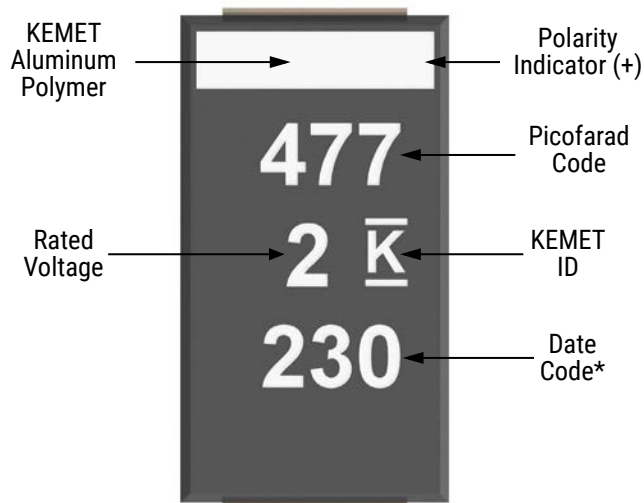 KEMET
Aluminum
Polymer
Polarity
Indicator (+)
477
Picofarad
Code
Rated
Voltage
2 K
KEMET
ID
230
Date
Code*